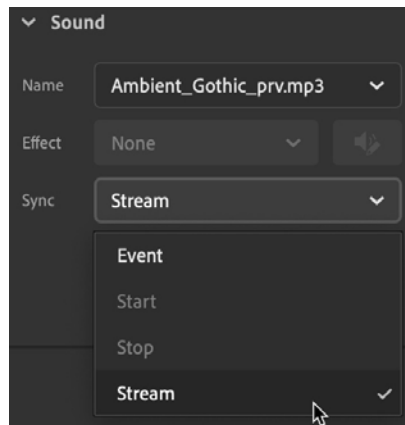 Sound
Name Ambient_Gothic_prv.mp3
Effect None
Sync Stream
Event
Start
Stop
Stream